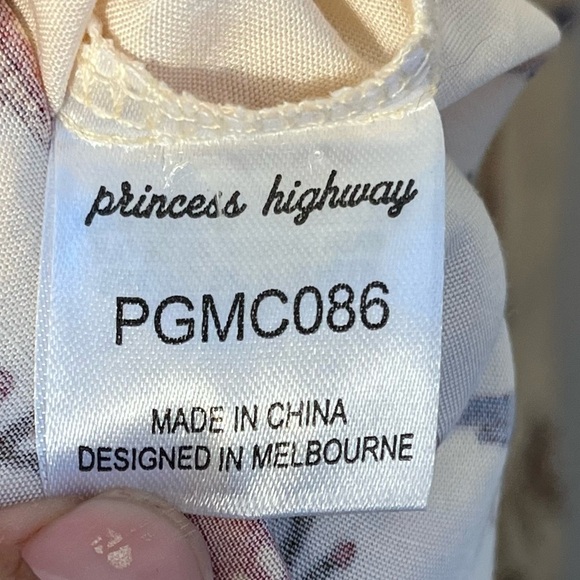 princess highway
PGMC086
MADE IN CHINA
DESIGNED IN MELBOURNE